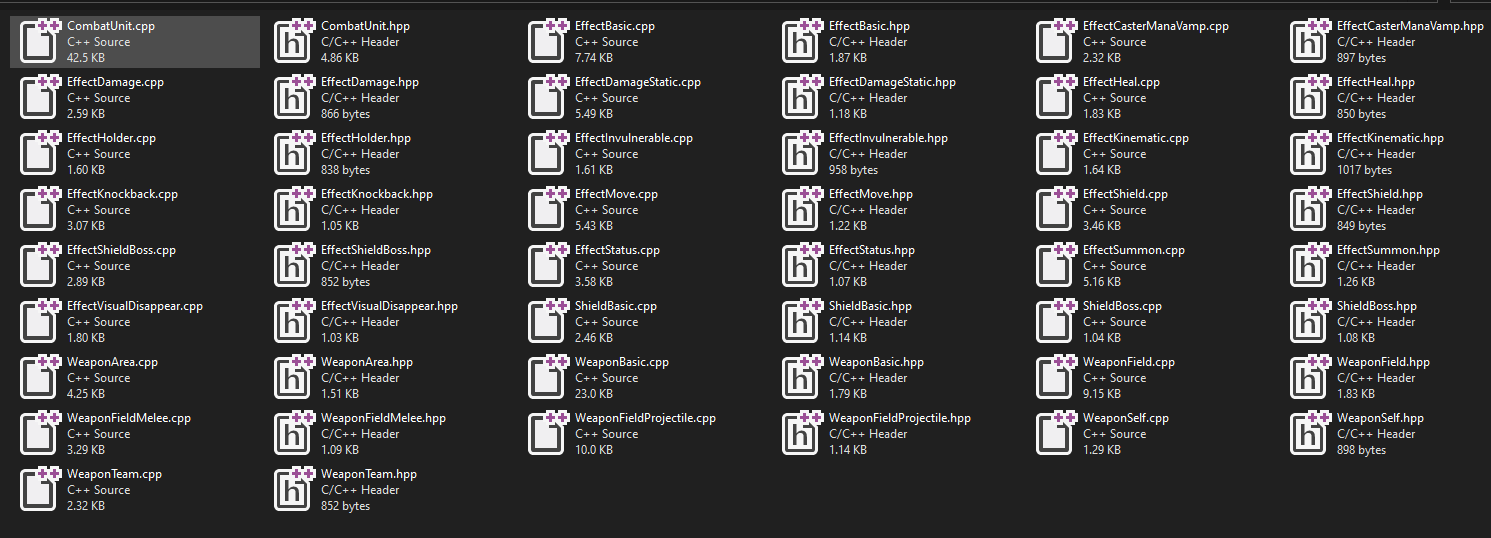 CombatUnit.cpp
C++ Source
42.5 KB
CombatUnit.hpp
C/C++ Header
4.86 KB
EffectBasic.cpp
C++ Source
7.74 KB
EffectBasic.hpp
C/C++ Header
1.87 KB
EffectCasterManaVamp.cpp
C++ Source
2.32 KB
EffectCasterManaVamp.hpp
C/C++ Header
897 bytes
EffectDamage.cpp
C++ Source
2.59 KB
EffectDamage.hpp
C/C++ Header
866 bytes
EffectDamageStatic.cpp
C++ Source
5.49 KB
EffectDamageStatic.hpp
C/C++ Header
1.18 KB
EffectHeal.cpp
C++ Source
1.83 KB
EffectHeal.hpp
C/C++ Header
850 bytes
EffectHolder.cpp
C++ Source
1.60 KB
EffectHolder.hpp
C/C++ Header
838 bytes
EffectInvulnerable.cpp
C++ Source
1.61 KB
EffectInvulnerable.hpp
C/C++ Header
958 bytes
EffectKinematic.cpp
C++ Source
1.64 KB
EffectKinematic.hpp
C/C++ Header
1017 bytes
EffectKnockback.cpp
C++ Source
3.07 KB
EffectKnockback.hpp
C/C++ Header
1.05 KB
EffectMove.cpp
C++ Source
5.43 KB
EffectMove.hpp
C/C++ Header
1.22 KB
EffectShield.cpp
C++ Source
3.46 KB
EffectShield.hpp
C/C++ Header
849 bytes
EffectShieldBoss.cpp
C++ Source
2.89 KB
EffectShieldBoss.hpp
C/C++ Header
852 bytes
EffectStatus.cpp
C++ Source
3.58 KB
EffectStatus.hpp
C/C++ Header
1.07 KB
EffectSummon.cpp
C++ Source
5.16 KB
EffectSummon.hpp
C/C++ Header
1.26 KB
EffectVisualDisappear.cpp
C++ Source
1.80 KB
EffectVisualDisappear.hpp
C/C++ Header
1.03 KB
ShieldBasic.cpp
C++ Source
2.46 KB
ShieldBasic.hpp
C/C++ Header
1.14 KB
ShieldBoss.cpp
C++ Source
1.04 KB
ShieldBoss.hpp
C/C++ Header
1.08 KB
WeaponArea.cpp
C++ Source
4.25 KB
WeaponArea.hpp
C/C++ Header
1.51 KB
WeaponBasic.cpp
C++ Source
23.0 KB
WeaponBasic.hpp
C/C++ Header
1.79 KB
WeaponField.cpp
C++ Source
9.15 KB
WeaponField.hpp
C/C++ Header
1.83 KB
WeaponFieldMelee.cpp
C++ Source
3.29 KB
WeaponFieldMelee.hpp
C/C++ Header
1.09 KB
WeaponFieldProjectile.cpp
C++ Source
10.0 KB
WeaponFieldProjectile.hpp
C/C++ Header
1.14 KB
WeaponSelf.cpp
C++ Source
1.29 KB
WeaponSelf.hpp
C/C++ Header
898 bytes
WeaponTeam.cpp
C++ Source
2.32 KB
WeaponTeam.hpp
C/C++ Header
852 bytes